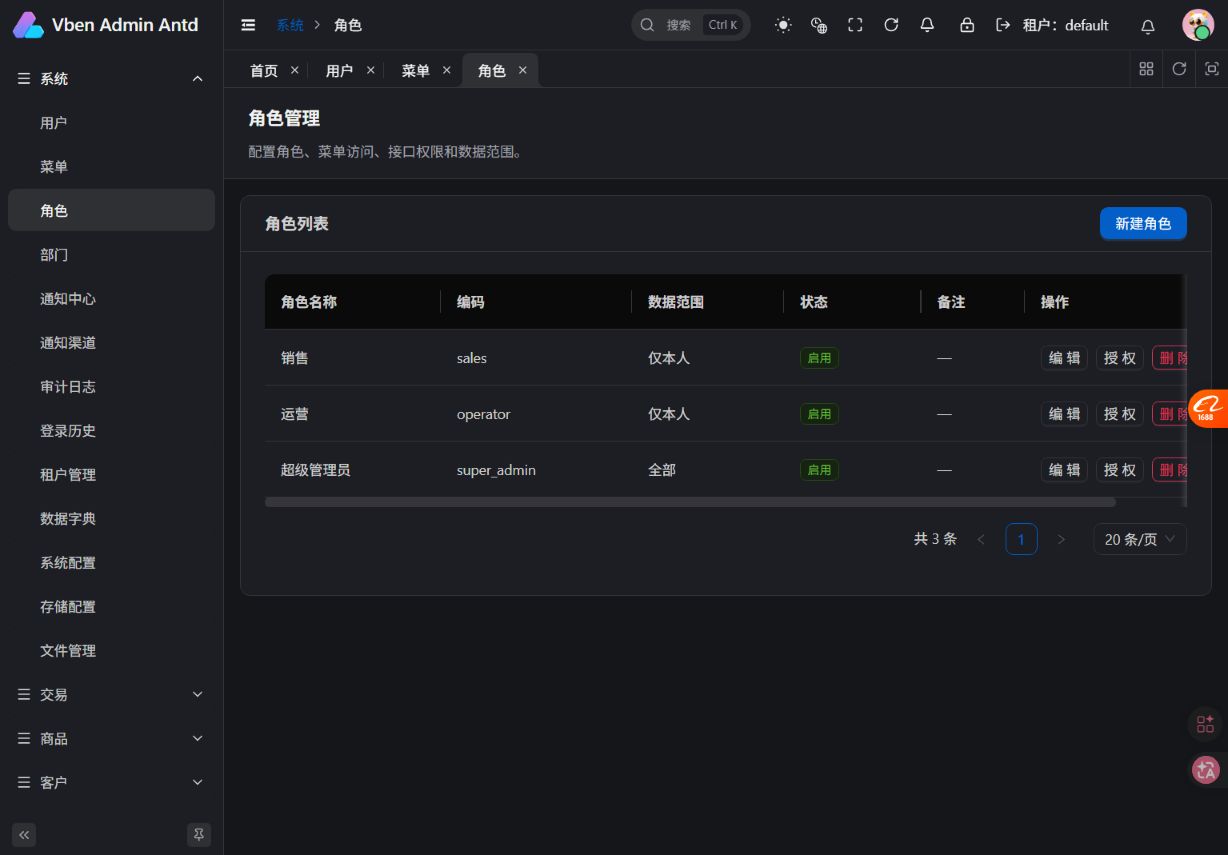 Vben Admin Antd
系统 > 角色
搜索 Ctrl K
租户：default
首页 × 用户 × 菜单 × 角色 ×
系统
用户
菜单
角色
部门
通知中心
通知渠道
审计日志
登录历史
租户管理
数据字典
系统配置
存储配置
文件管理
交易
商品
客户
角色管理
配置角色、菜单访问、接口权限和数据范围。
角色列表
新建角色
角色名称 编码 数据范围 状态 备注 操作
销售 sales 仅本人 启用 — 编 辑 授 权 删 除
运营 operator 仅本人 启用 — 编 辑 授 权 删 除
超级管理员 super_admin 全部 启用 — 编 辑 授 权 删 除
共 3 条 < 1 > 20 条/页
1688